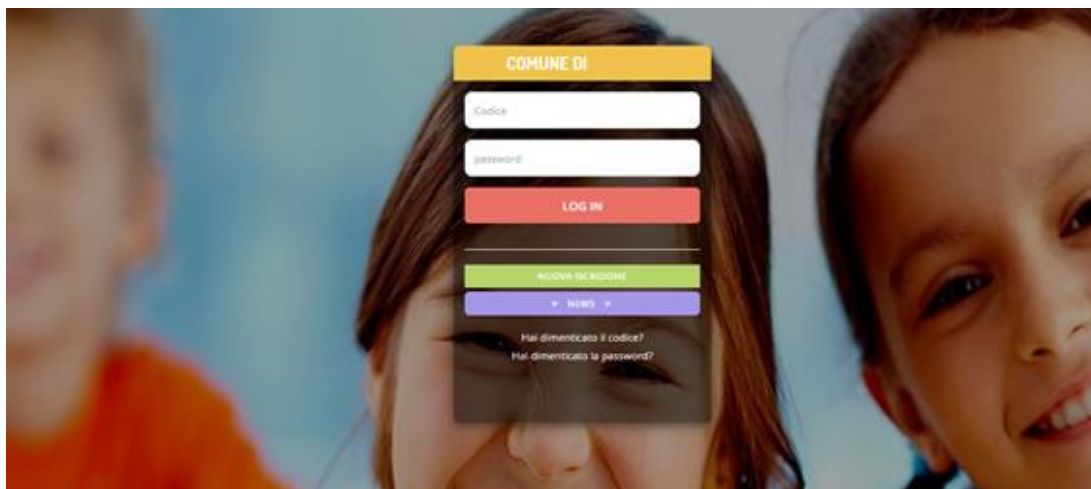 COMUNE DI
Codice
password
LOG IN
NUOVA ISCRIZIONE
NEWS
Hai dimenticato il codice?
Hai dimenticato la password?